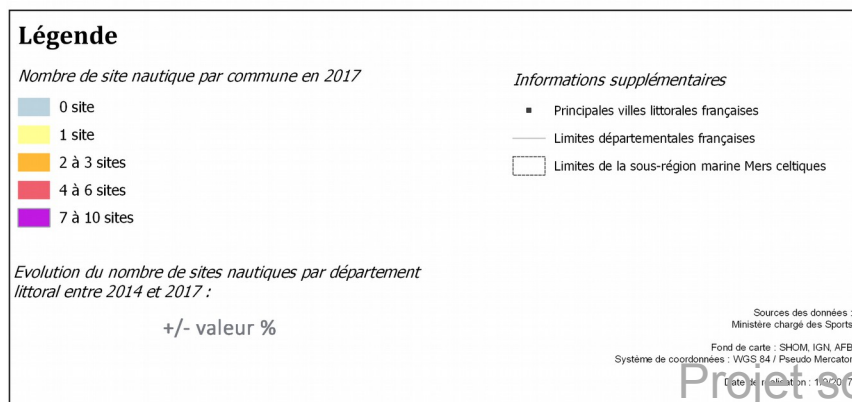 Légende
Nombre de site nautique par commune en 2017
0 site
1 site
2 à 3 sites
4 à 6 sites
7 à 10 sites
Evolution du nombre de sites nautiques par département
littoral entre 2014 et 2017 :
+/- valeur %
Informations supplémentaires
Principales villes littorales françaises
Limites départementales françaises
Limites de la sous-région marine Mers celtiques
Sources des données :
Ministère chargé des Sports
Fond de carte : SHOM, IGN, AFB
Système de coordonnées : WGS 84 / Pseudo Mercator
Date de réalisation :
Projet